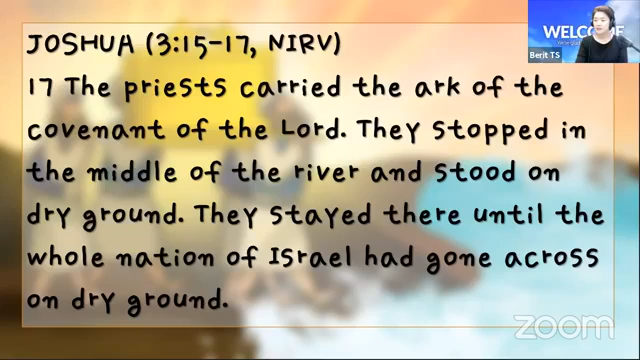 JOSHUA (3:15-17, NIRV)
17 The priests carried the ark of the
covenant of the Lord. They stopped in
the middle of the river and stood on
dry ground. They stayed there until the
whole nation of Israel had gone across
on dry ground.
WELCOME
Berit TS
zoom